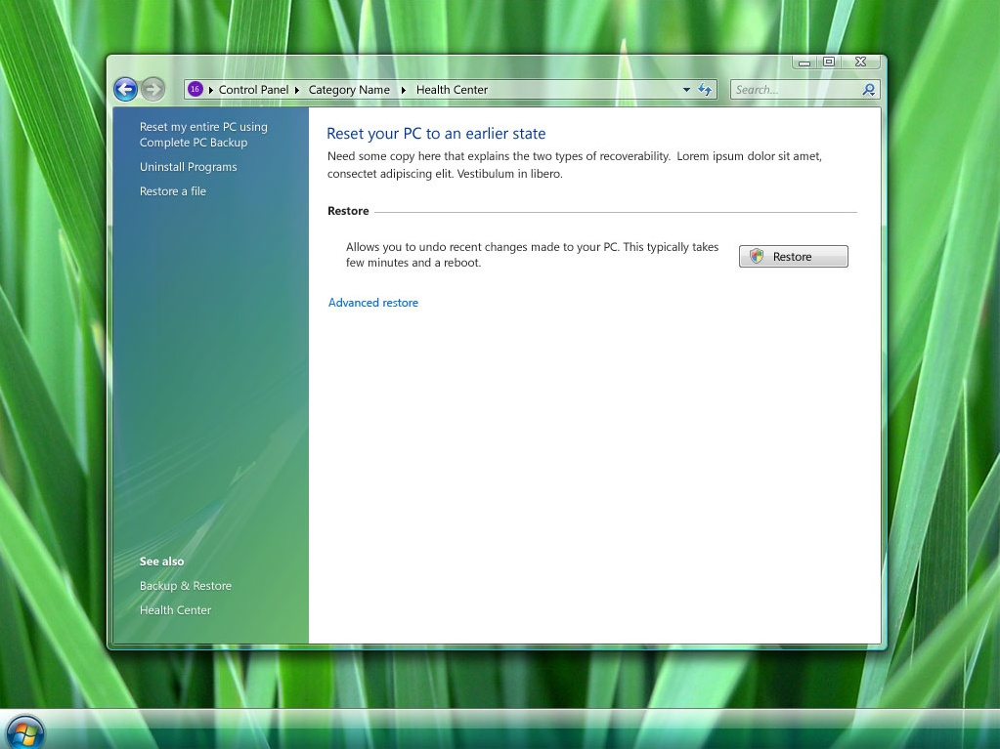 16 Control Panel Category Name Health Center Search...
Reset my entire PC using
Complete PC Backup
Uninstall Programs
Restore a file
See also
Backup & Restore
Health Center
Reset your PC to an earlier state
Need some copy here that explains the two types of recoverability. Lorem ipsum dolor sit amet,
consectet adipiscing elit. Vestibulum in libero.
Restore
Allows you to undo recent changes made to your PC. This typically takes
few minutes and a reboot.
Restore
Advanced restore